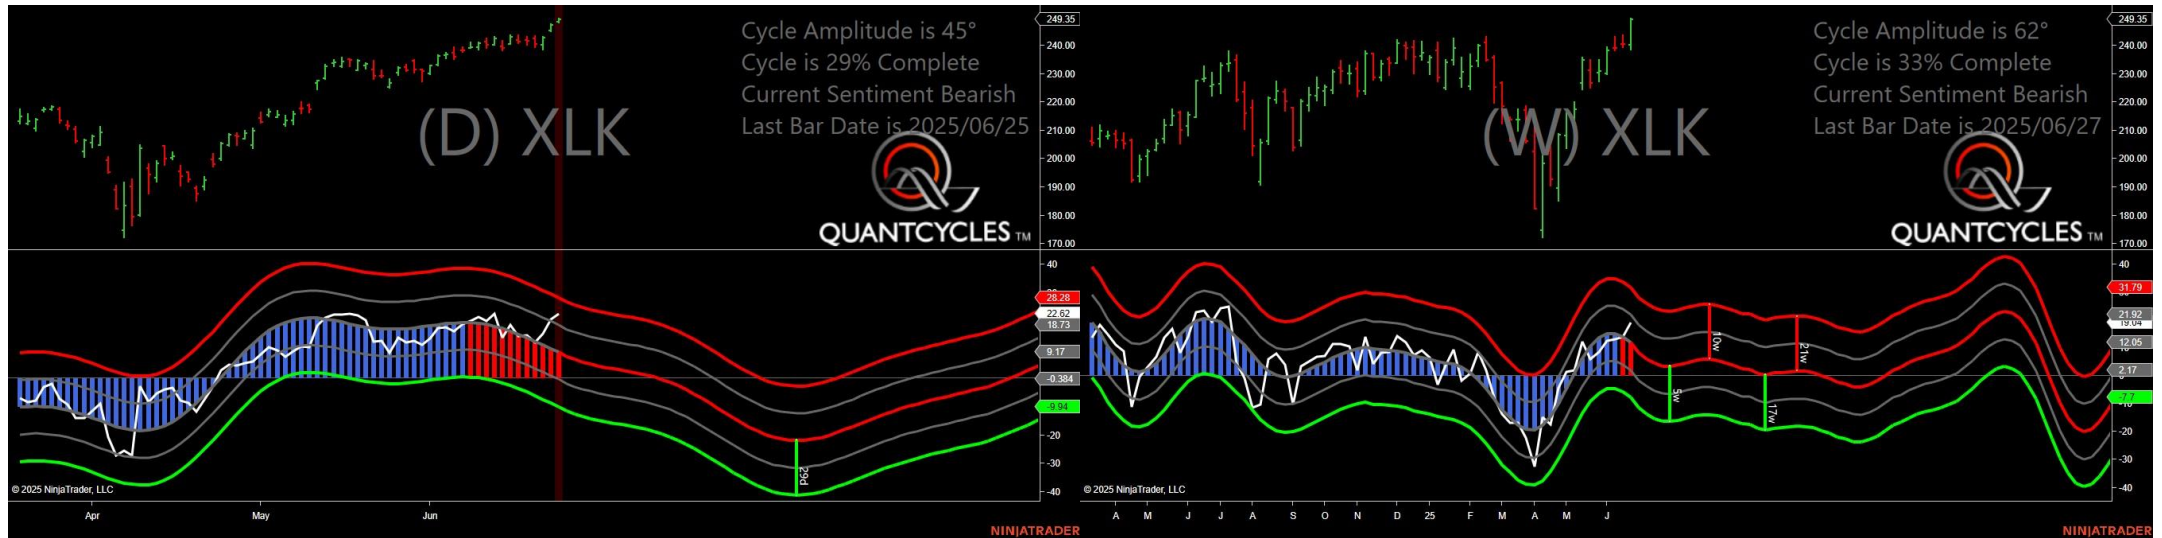 Cycle Amplitude is 45°
Cycle is 29% Complete
Current Sentiment Bearish
Last Bar Date is 2025/06/25
(D) XLK
QUANTCYCLES TM
249.35
240.00
230.00
220.00
210.00
200.00
190.00
180.00
170.00
40
28.28
22.62
18.73
9.17
-0.384
-9.94
-20
-30
-40
29d
© 2025 NinjaTrader, LLC
Apr May Jun
NINJATRADER
Cycle Amplitude is 62°
Cycle is 33% Complete
Current Sentiment Bearish
Last Bar Date is 2025/06/27
(W) XLK
QUANTCYCLES TM
249.35
240.00
230.00
220.00
210.00
200.00
190.00
180.00
170.00
40
31.79
21.92
19.04
12.05
2.17
-7.7
-20
-30
-40
10w
21w
17w
© 2025 NinjaTrader, LLC
A M J J A S O N D 25 F M A M J
NINJATRADER